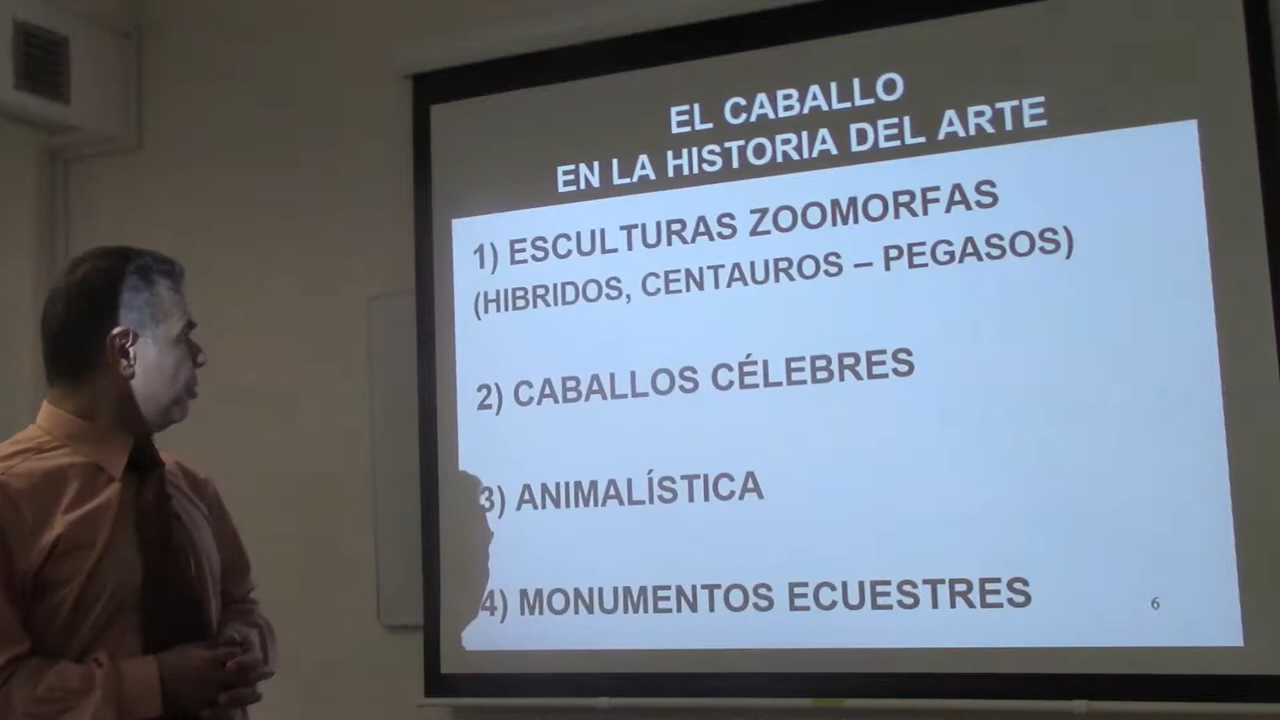 EL CABALLO
EN LA HISTORIA DEL ARTE
1) ESCULTURAS ZOOMORFAS
(HIBRIDOS, CENTAUROS – PEGASOS)
2) CABALLOS CÉLEBRES
3) ANIMALÍSTICA
4) MONUMENTOS ECUESTRES
6